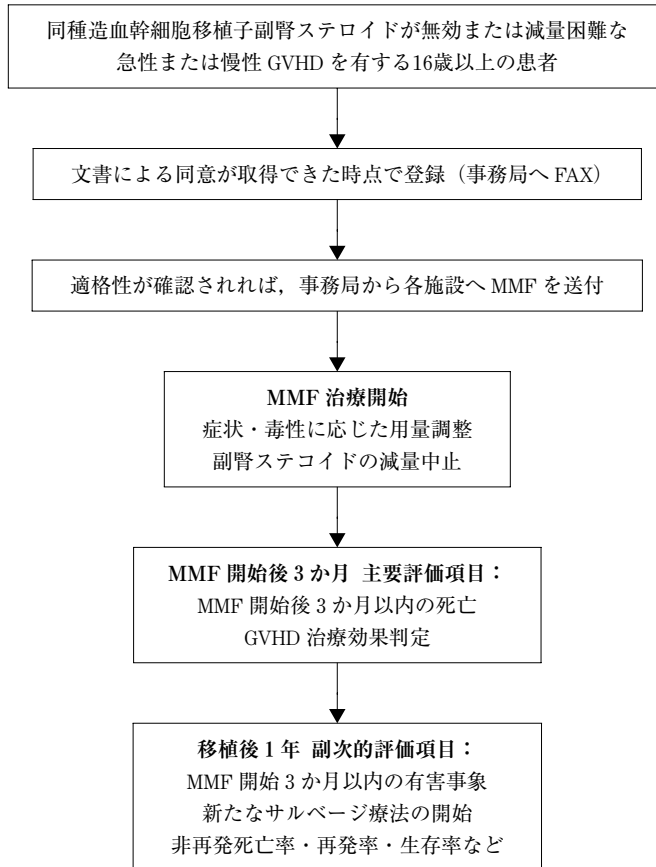 同種造血幹細胞移植子副腎ステロイドが無効または減量困難な
急性または慢性 GVHD を有する16歳以上の患者
文書による同意が取得できた時点で登録（事務局へ FAX）
適格性が確認されれば，事務局から各施設へ MMF を送付
MMF 治療開始
症状・毒性に応じた用量調整
副腎ステコイドの減量中止
MMF 開始後 3 か月 主要評価項目：
MMF 開始後 3 か月以内の死亡
GVHD 治療効果判定
移植後 1 年 副次的評価項目：
MMF 開始 3 か月以内の有害事象
新たなサルベージ療法の開始
非再発死亡率・再発率・生存率など